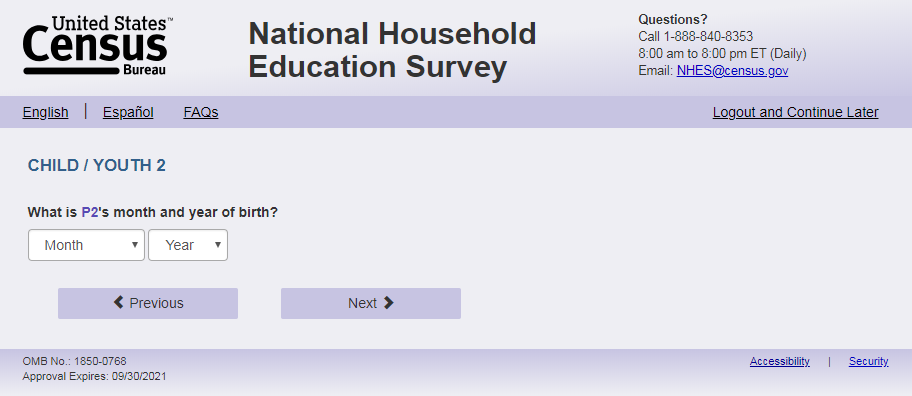 United States™
Census
Bureau
National Household
Education Survey
Questions?
Call 1-888-840-8353
8:00 am to 8:00 pm ET (Daily)
Email: NHES@census.gov
English | Español FAQs Logout and Continue Later
CHILD / YOUTH 2
What is P2's month and year of birth?
Month Year
Previous Next
OMB No.: 1850-0768
Approval Expires: 09/30/2021
Accessibility | Security